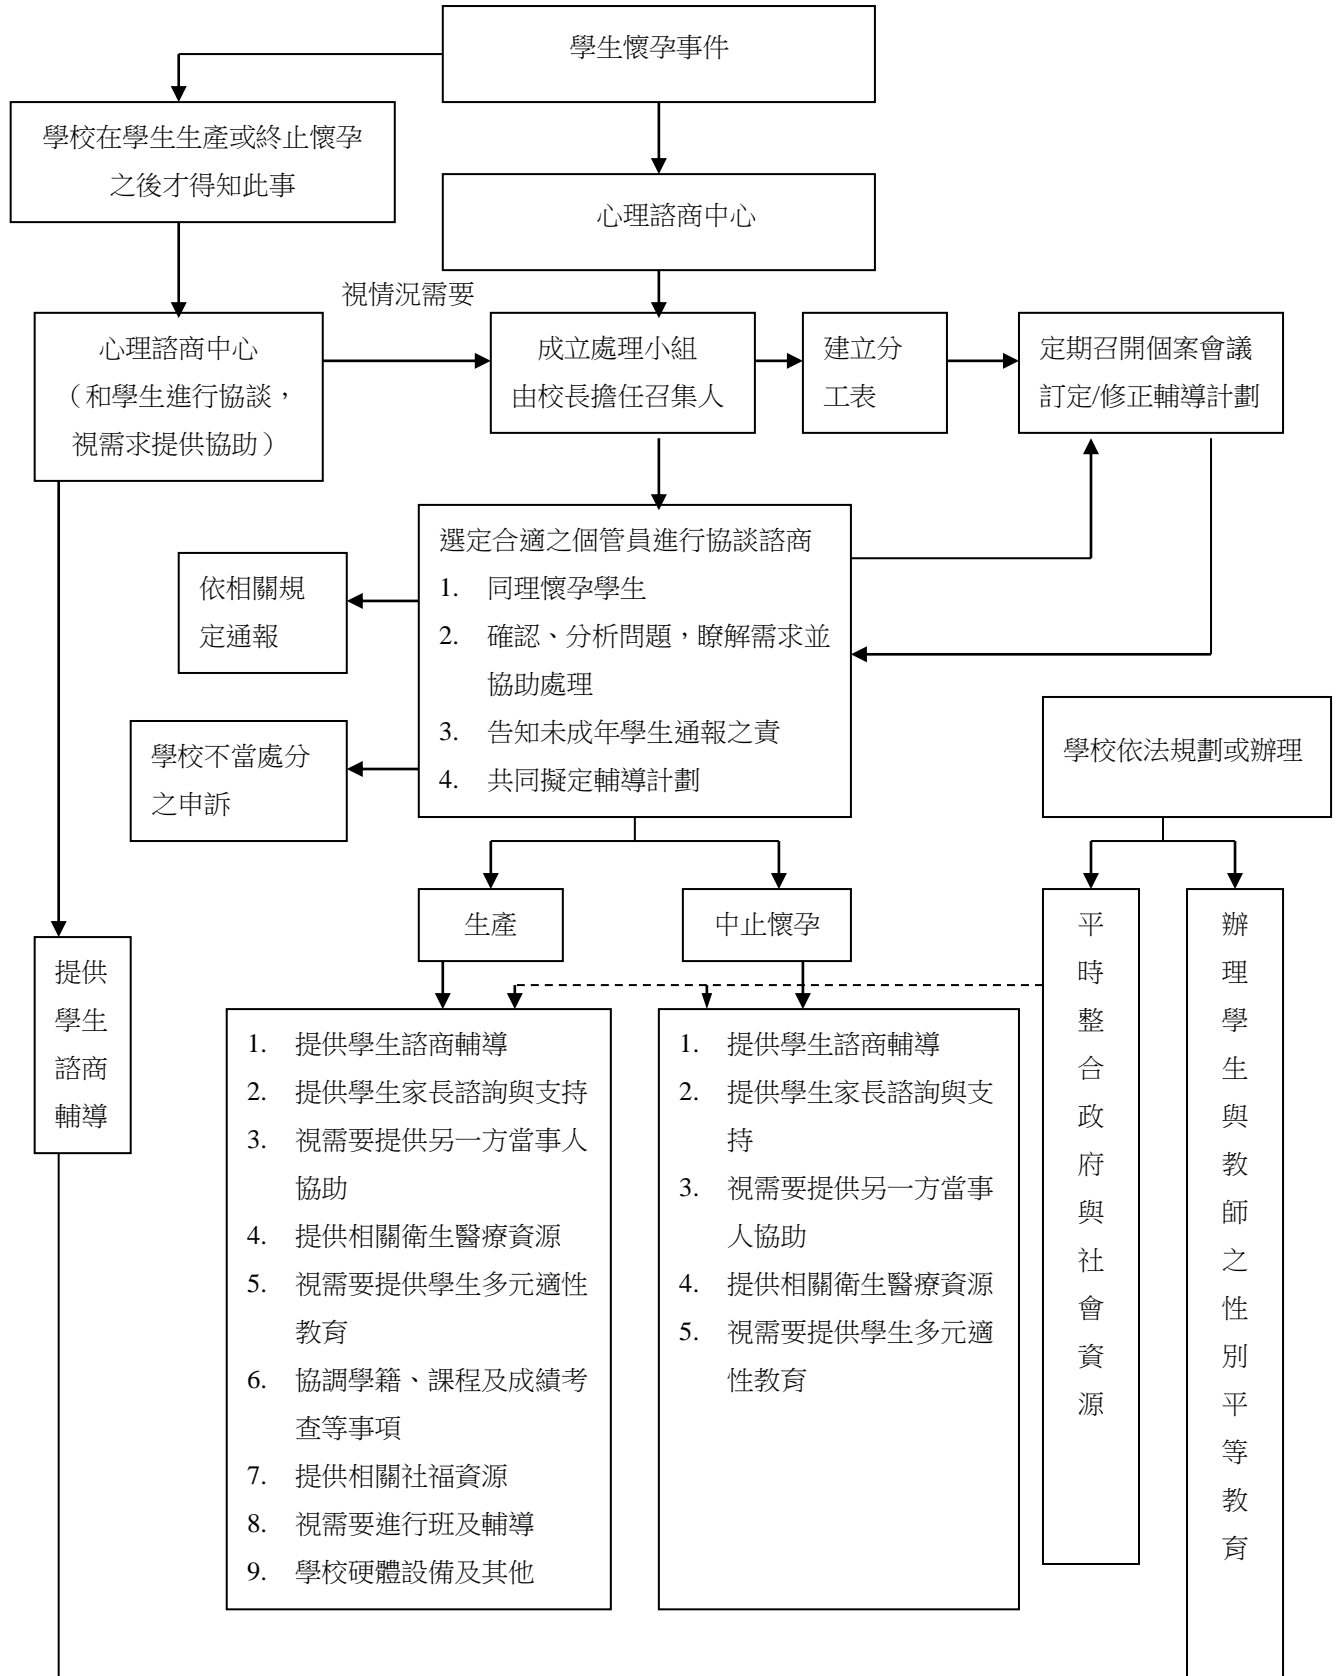 學生懷孕事件
學校在學生生產或終止懷孕
之後才得知此事
心理諮商中心
視情況需要
心理諮商中心
（和學生進行協談，
視需求提供協助）
成立處理小組
由校長擔任召集人
建立分
工表
定期召開個案會議
訂定/修正輔導計劃
選定合適之個管員進行協談諮商
1. 同理懷孕學生
2. 確認、分析問題，瞭解需求並
協助處理
3. 告知未成年學生通報之責
4. 共同擬定輔導計劃
依相關規
定通報
學校不當處分
之申訴
學校依法規劃或辦理
生產
中止懷孕
提供
學生
諮商
輔導
1. 提供學生諮商輔導
2. 提供學生家長諮詢與支持
3. 視需要提供另一方當事人
協助
4. 提供相關衛生醫療資源
5. 視需要提供學生多元適性
教育
6. 協調學籍、課程及成績考
查等事項
7. 提供相關社福資源
8. 視需要進行班及輔導
9. 學校硬體設備及其他
1. 提供學生諮商輔導
2. 提供學生家長諮詢與支
持
3. 視需要提供另一方當事
人協助
4. 提供相關衛生醫療資源
5. 視需要提供學生多元適
性教育
平時整合政府與社會資源
辦理學生與教師之性別平等教育